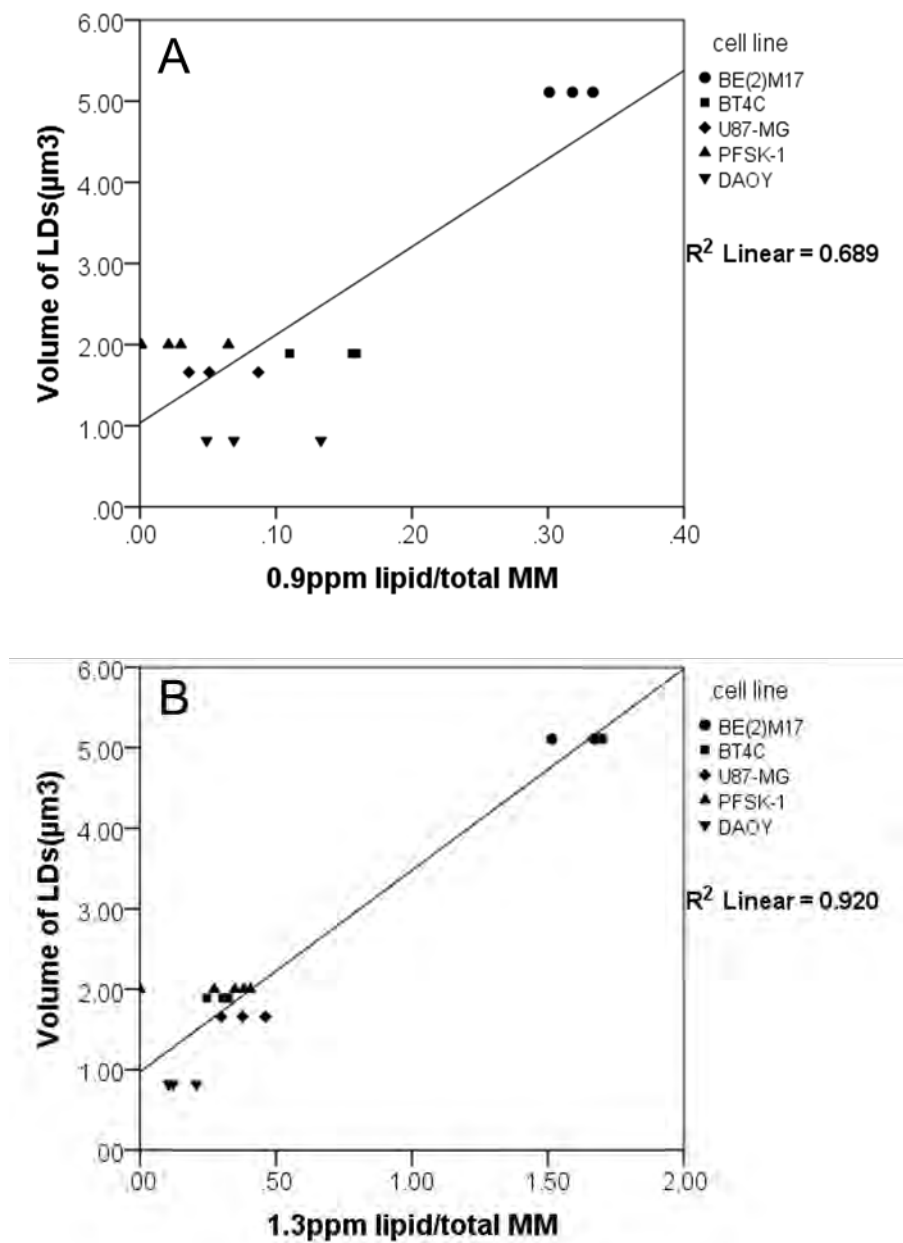 A
6.00
5.00
4.00
3.00
2.00
1.00
.00
.00 .10 .20 .30 .40
Volume of LDs(µm3)
0.9ppm lipid/total MM
cell line
BE(2)M17
BT4C
U87-MG
PFSK-1
DAOY
R² Linear = 0.689
B
6.00
5.00
4.00
3.00
2.00
1.00
.00
.00 .50 1.00 1.50 2.00
Volume of LDs(µm3)
1.3ppm lipid/total MM
cell line
BE(2)M17
BT4C
U87-MG
PFSK-1
DAOY
R² Linear = 0.920